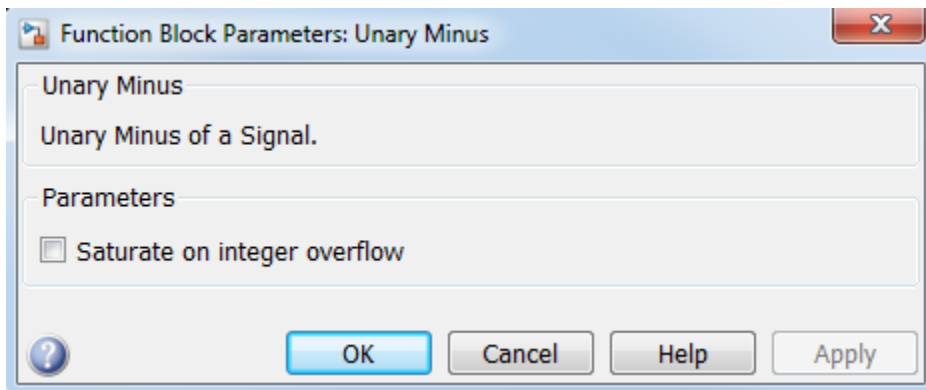 Function Block Parameters: Unary Minus
Unary Minus
Unary Minus of a Signal.
Parameters
Saturate on integer overflow
OK Cancel Help Apply